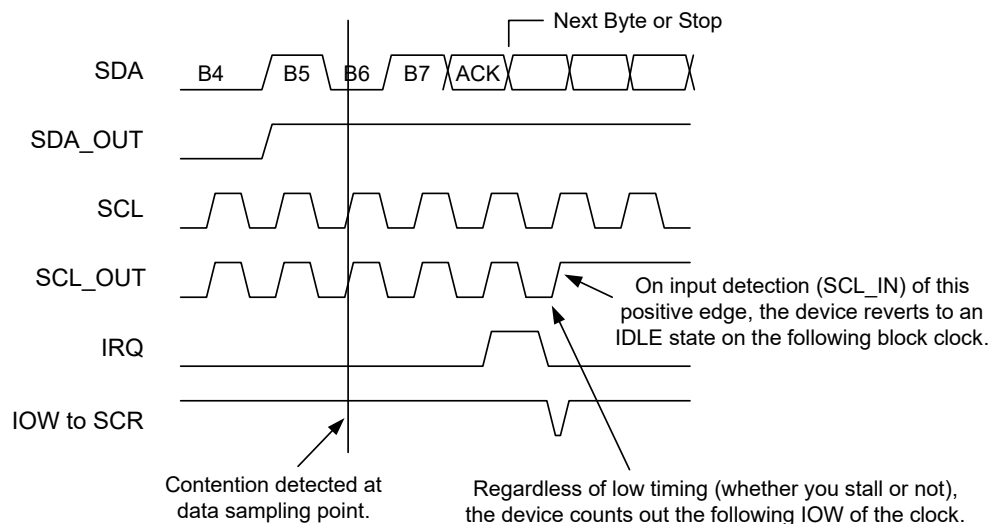 Next Byte or Stop
SDA B4 B5 B6 B7 ACK
SDA_OUT
SCL
SCL_OUT
On input detection (SCL_IN) of this
positive edge, the device reverts to an
IDLE state on the following block clock.
IRQ
IOW to SCR
Contention detected at
data sampling point.
Regardless of low timing (whether you stall or not),
the device counts out the following IOW of the clock.